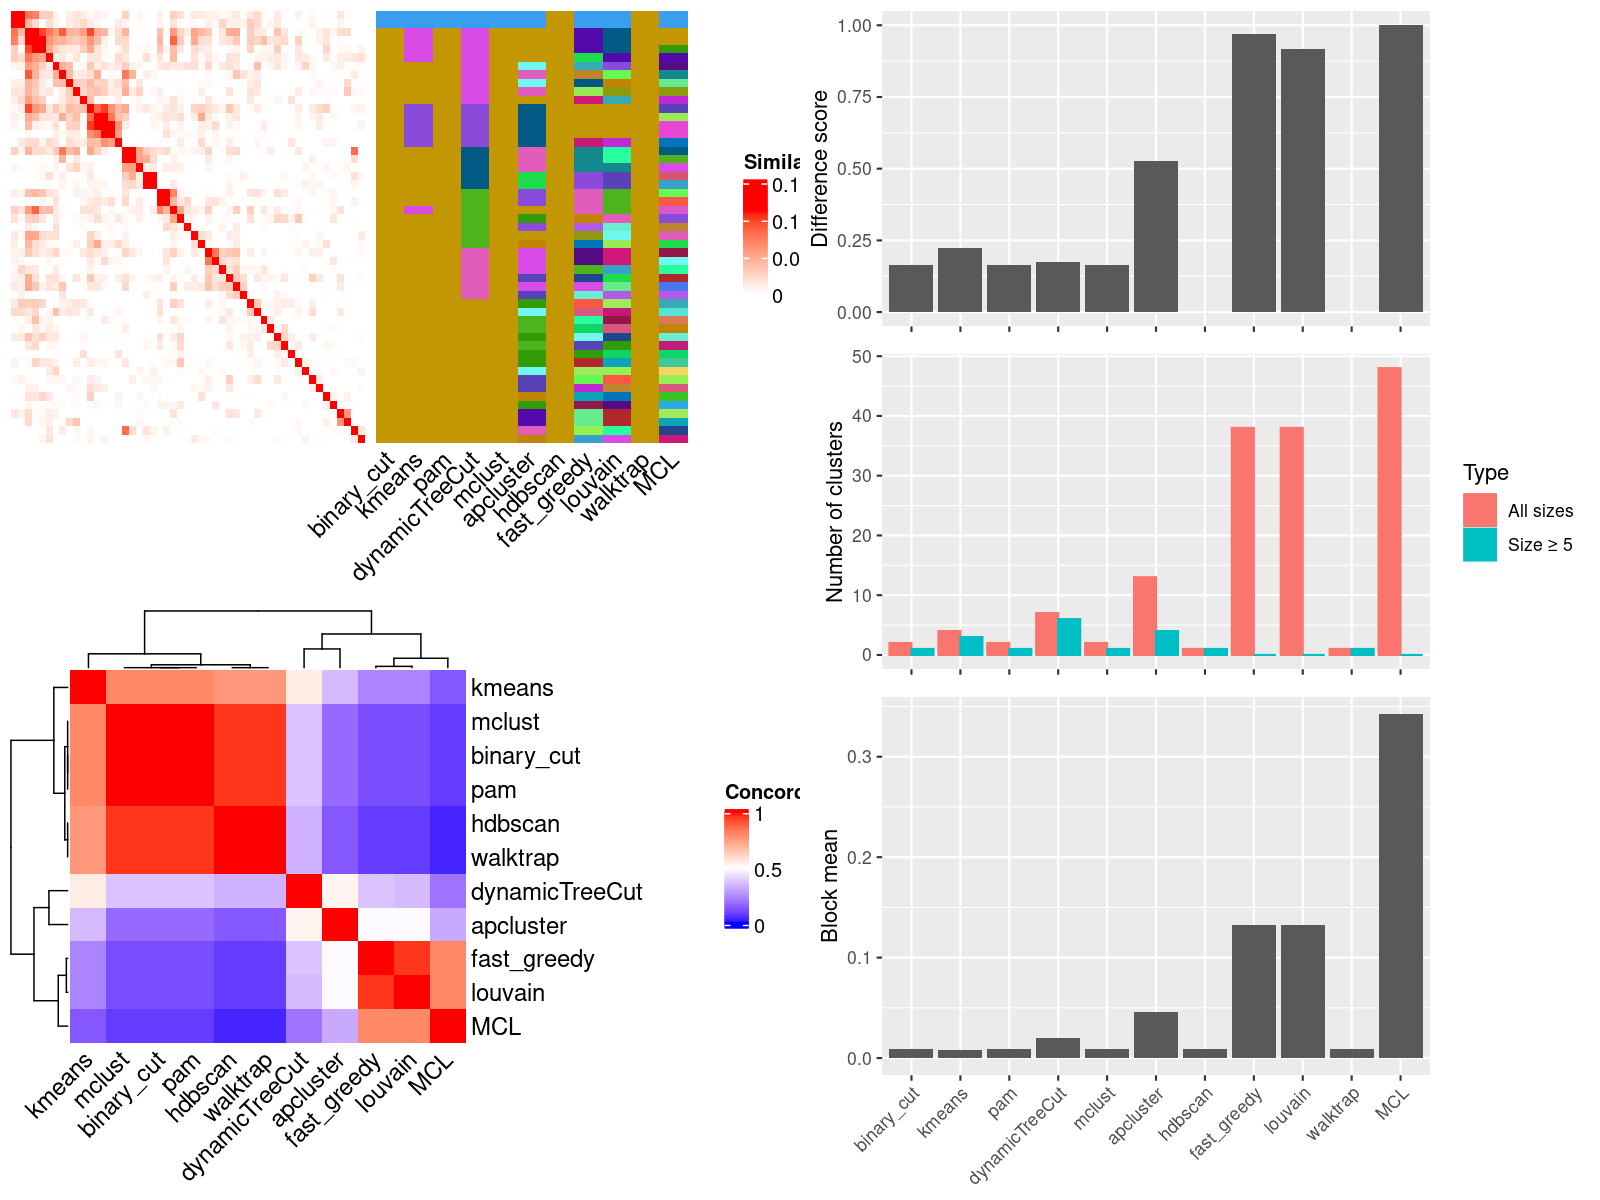 Simila
0.1
0.1
0.0
0
binary_cut
kmeans
pam
dynamicTreeCut
mclust
apcluster
hdbscan
fast_greedy
louvain
walktrap
MCL
kmeans
mclust
binary_cut
pam
hdbscan
walktrap
dynamicTreeCut
apcluster
fast_greedy
louvain
MCL
Concord
1
0.5
0
kmeans
mclust
binary_cut
pam
hdbscan
walktrap
dynamicTreeCut
apcluster
fast_greedy
louvain
MCL
Difference score
1.00
0.75
0.50
0.25
0.00
Number of clusters
50
40
30
20
10
0
Type
All sizes
Size ≥ 5
Block mean
0.3
0.2
0.1
0.0
binary_cut
kmeans
pam
dynamicTreeCut
mclust
apcluster
hdbscan
fast_greedy
louvain
walktrap
MCL